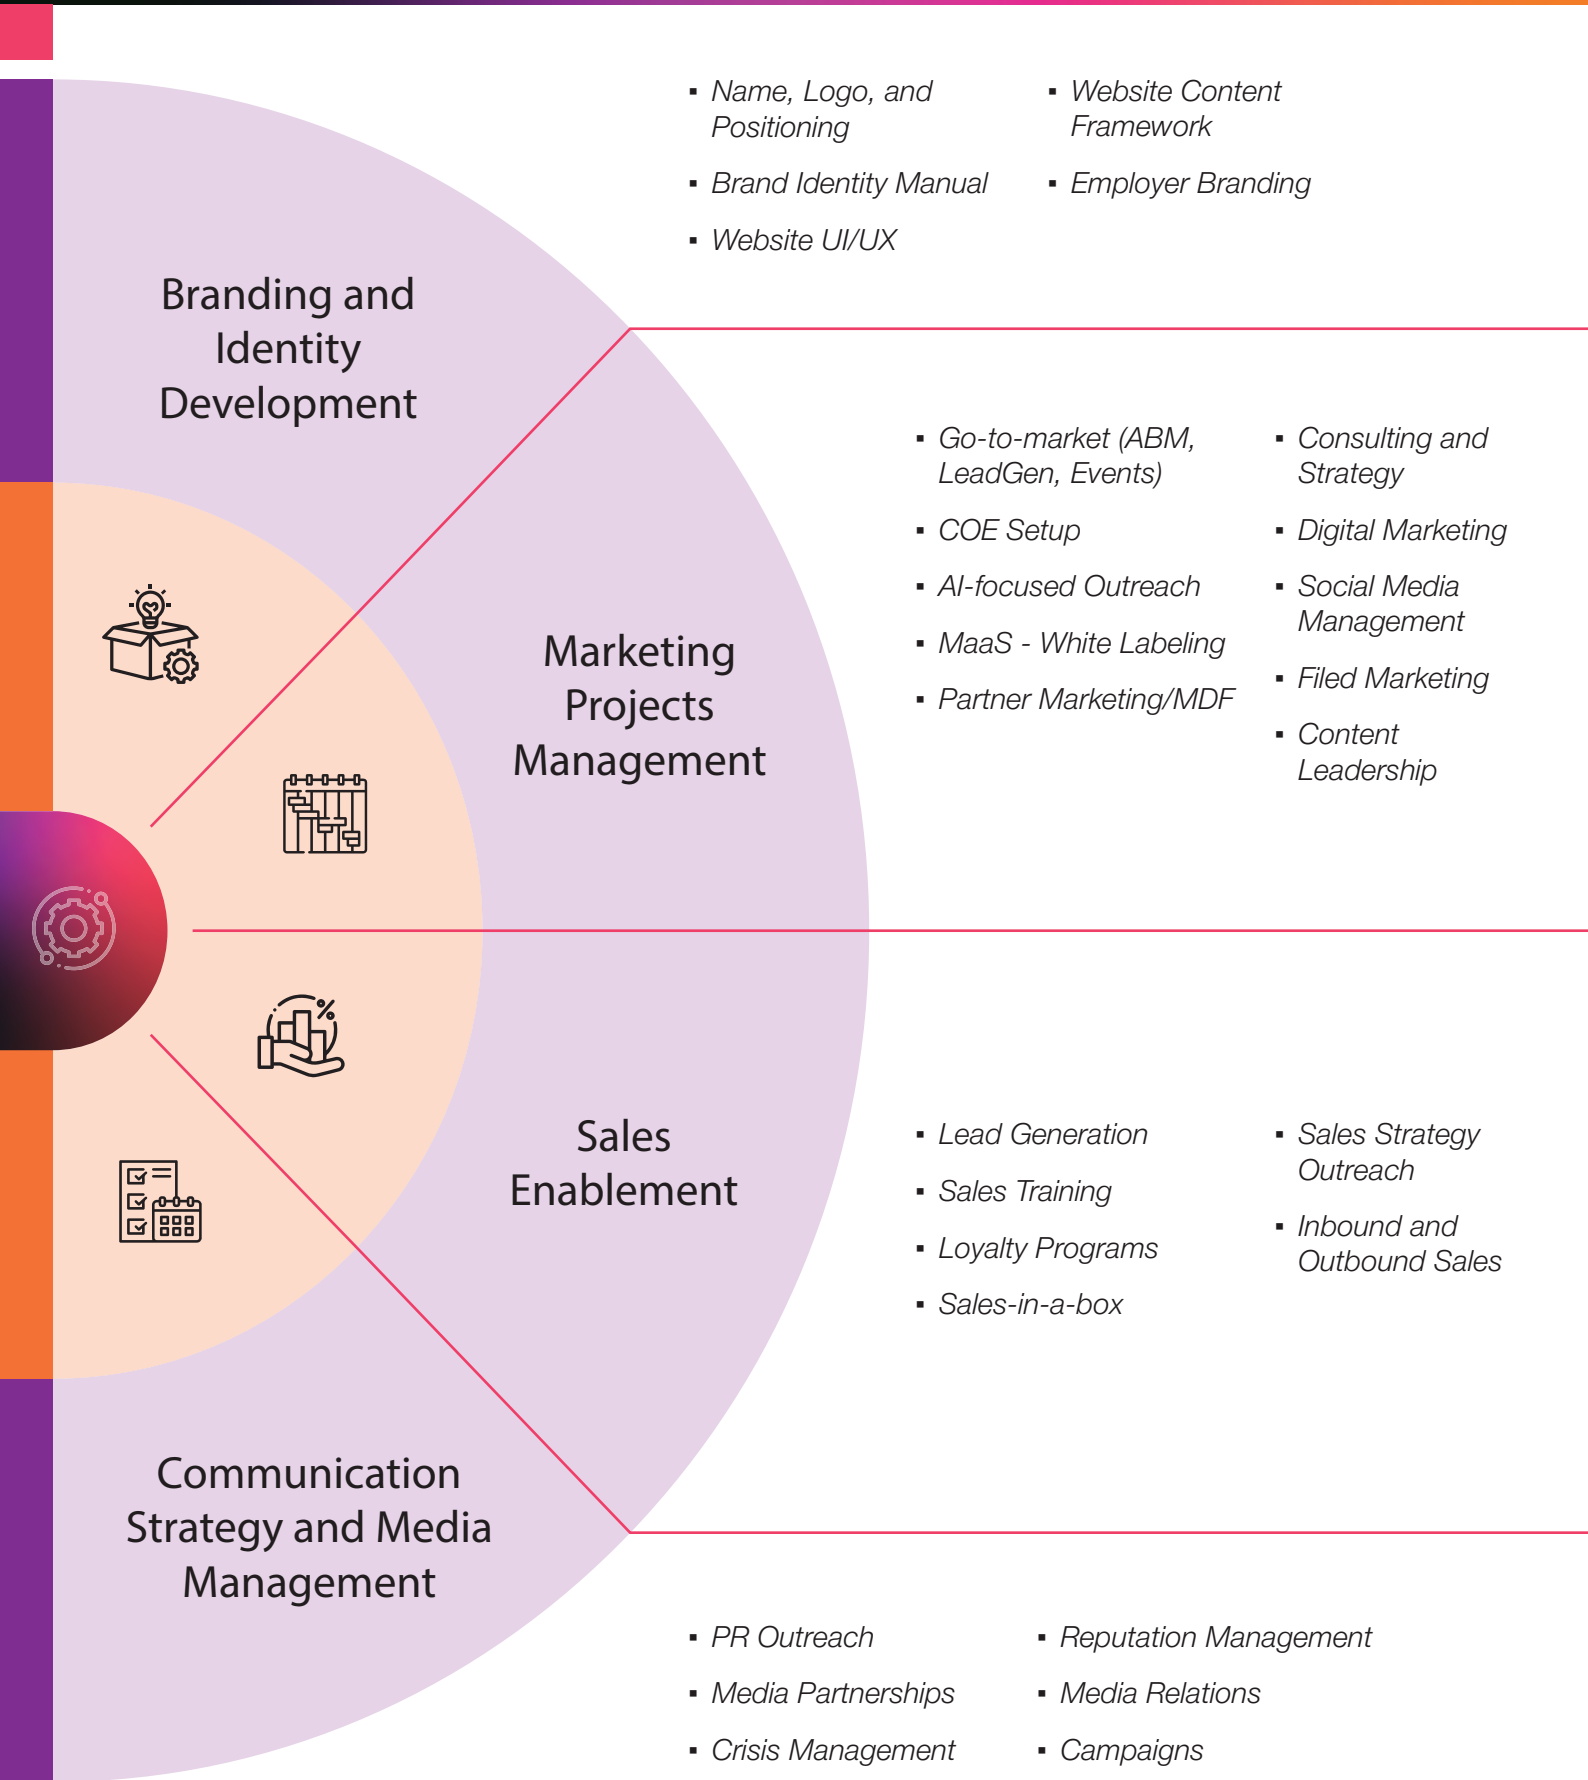 Branding and
Identity
Development
▪ Name, Logo, and
Positioning
▪ Brand Identity Manual
▪ Website UI/UX
▪ Website Content
Framework
▪ Employer Branding
Marketing
Projects
Management
▪ Go-to-market (ABM,
LeadGen, Events)
▪ COE Setup
▪ AI-focused Outreach
▪ MaaS - White Labeling
▪ Partner Marketing/MDF
▪ Consulting and
Strategy
▪ Digital Marketing
▪ Social Media
Management
▪ Filed Marketing
▪ Content
Leadership
Sales
Enablement
▪ Lead Generation
▪ Sales Training
▪ Loyalty Programs
▪ Sales-in-a-box
▪ Sales Strategy
Outreach
▪ Inbound and
Outbound Sales
Communication
Strategy and Media
Management
▪ PR Outreach
▪ Media Partnerships
▪ Crisis Management
▪ Reputation Management
▪ Media Relations
▪ Campaigns